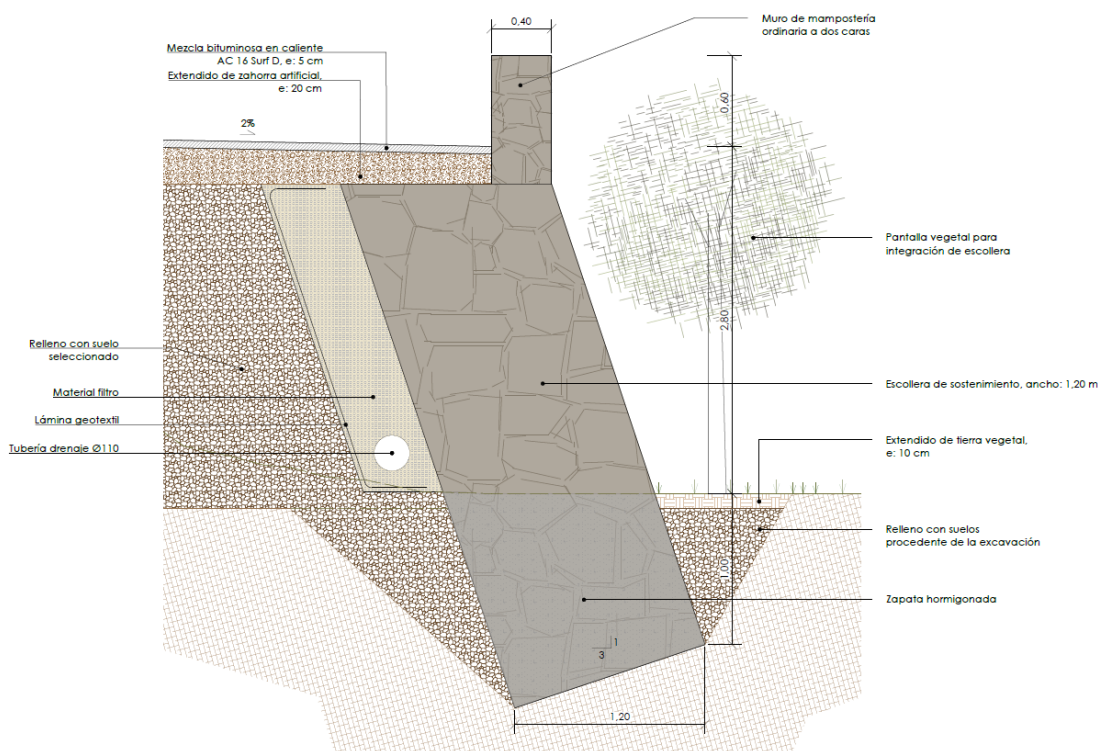 0,40
Muro de mampostería
ordinaria a dos caras
Mezcla bituminosa en caliente
AC 16 Surf D, e: 5 cm
Extendido de zahorra artificial,
e: 20 cm
0,60
2%
Pantalla vegetal para
integración de escollera
2,80
Relleno con suelo
seleccionado
Material filtro
Lámina geotextil
Tubería drenaje Ø110
Escollera de sostenimiento, ancho: 1,20 m
Extendido de tierra vegetal,
e: 10 cm
Relleno con suelos
procedente de la excavación
1,00
Zapata hormigonada
1
3
1,20